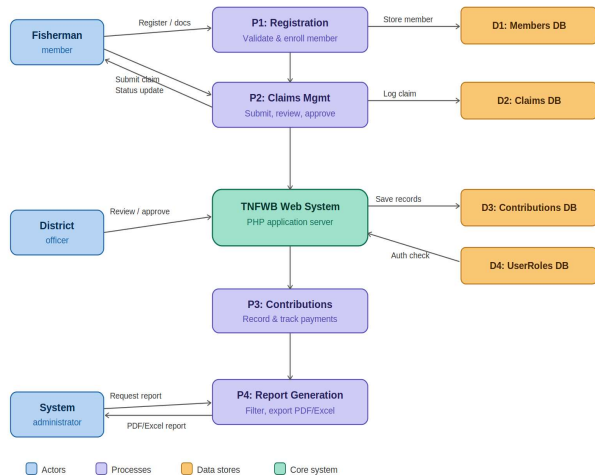 Fisherman
member
Register / docs
P1: Registration
Validate & enroll member
Store member
D1: Members DB
Submit claim
Status update
P2: Claims Mgmt
Submit, review, approve
Log claim
D2: Claims DB
District
officer
Review / approve
TNFWB Web System
PHP application server
Save records
D3: Contributions DB
Auth check
D4: UserRoles DB
P3: Contributions
Record & track payments
System
administrator
Request report
PDF/Excel report
P4: Report Generation
Filter, export PDF/Excel
Actors
Processes
Data stores
Core system